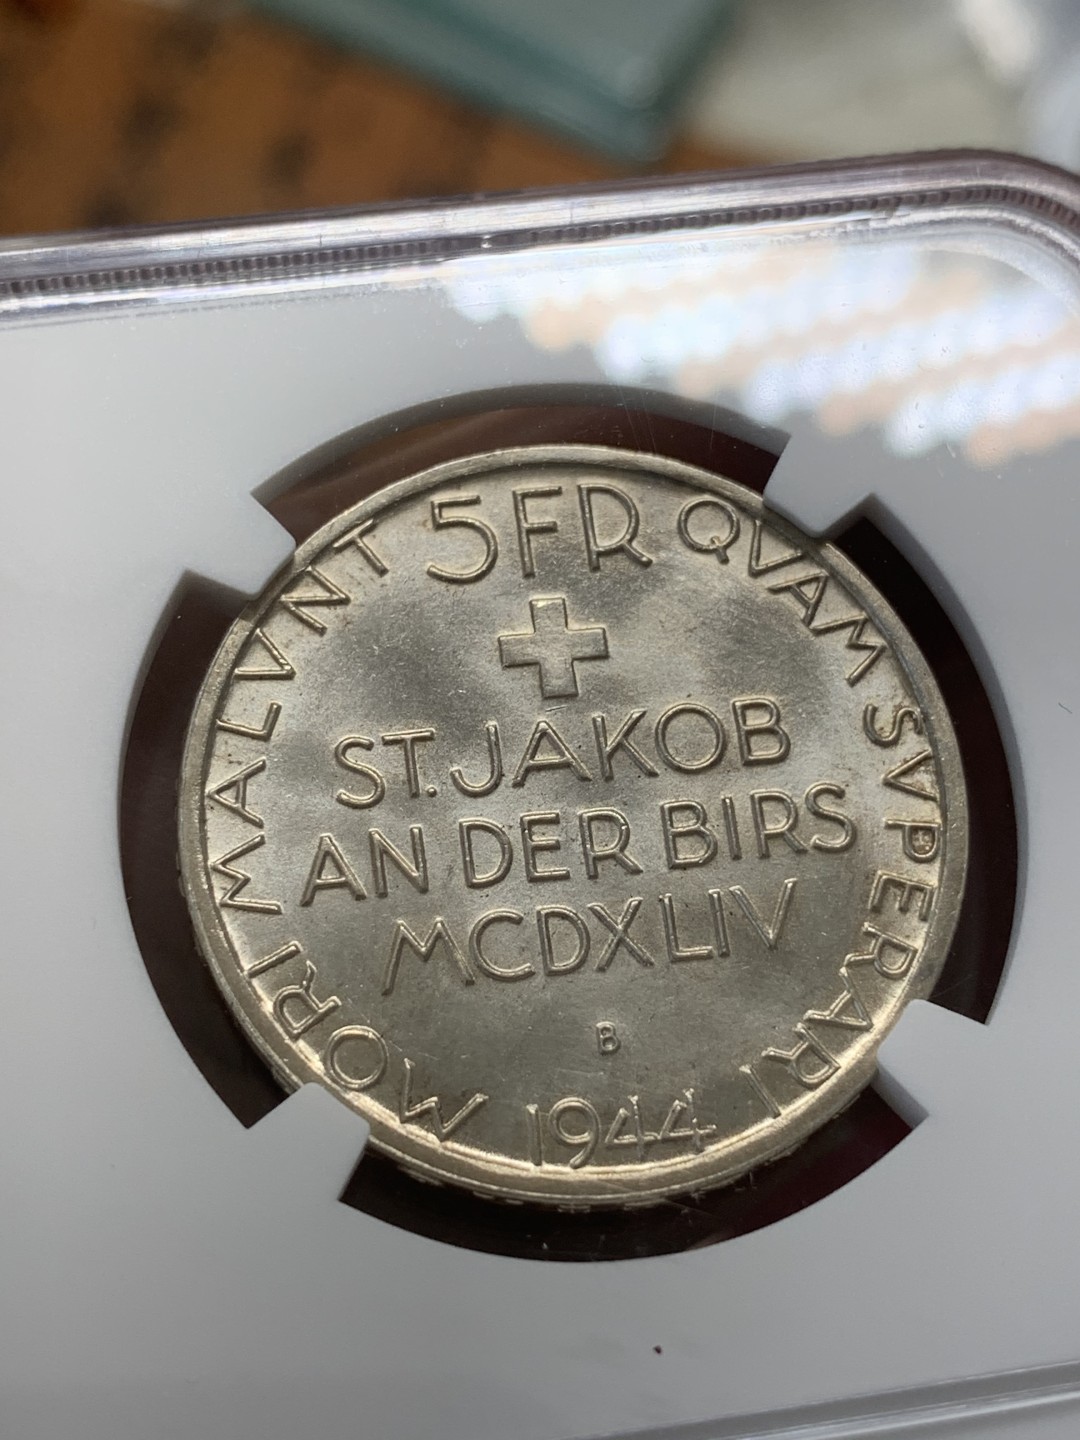 5FR
MORI MALVNT QVAM SVPERARI
ST. JAKOB
AN DER BIRS
MCDXLIV
B
1944